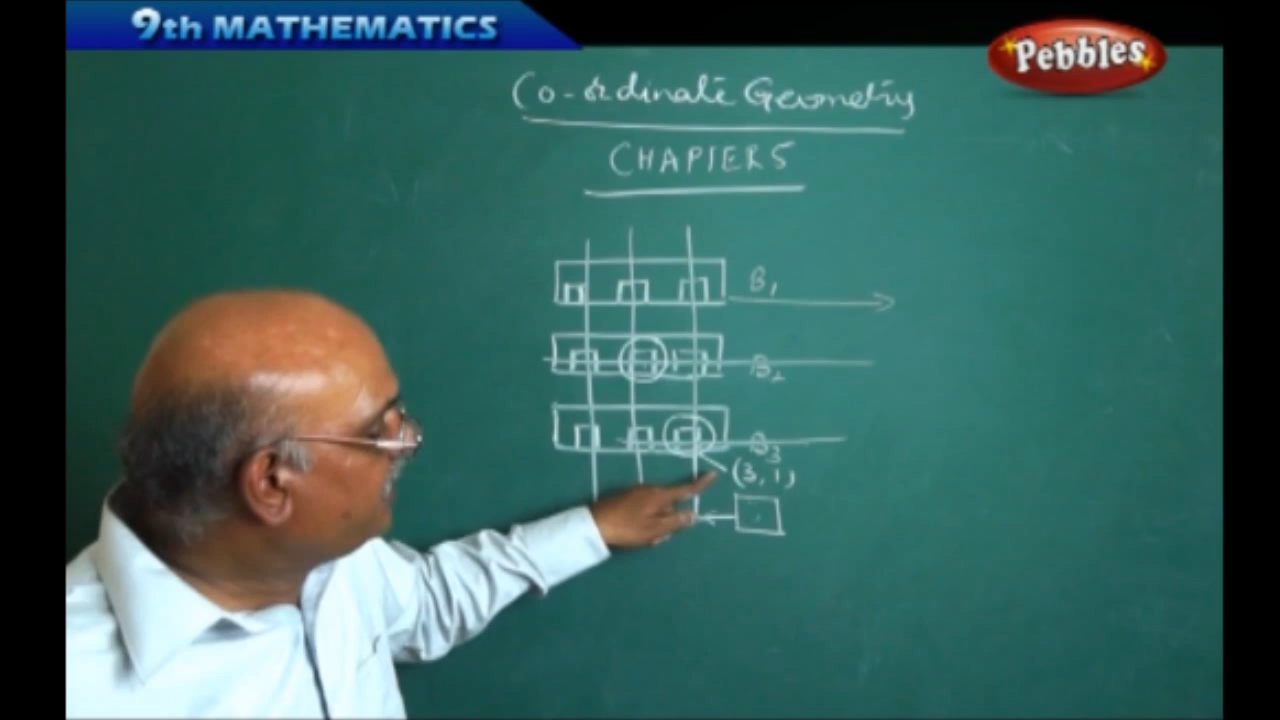 9th MATHEMATICS
Pebbles
Co-ordinate Geometry
CHAPTER 5
B1
B2
B3
(3, 1)